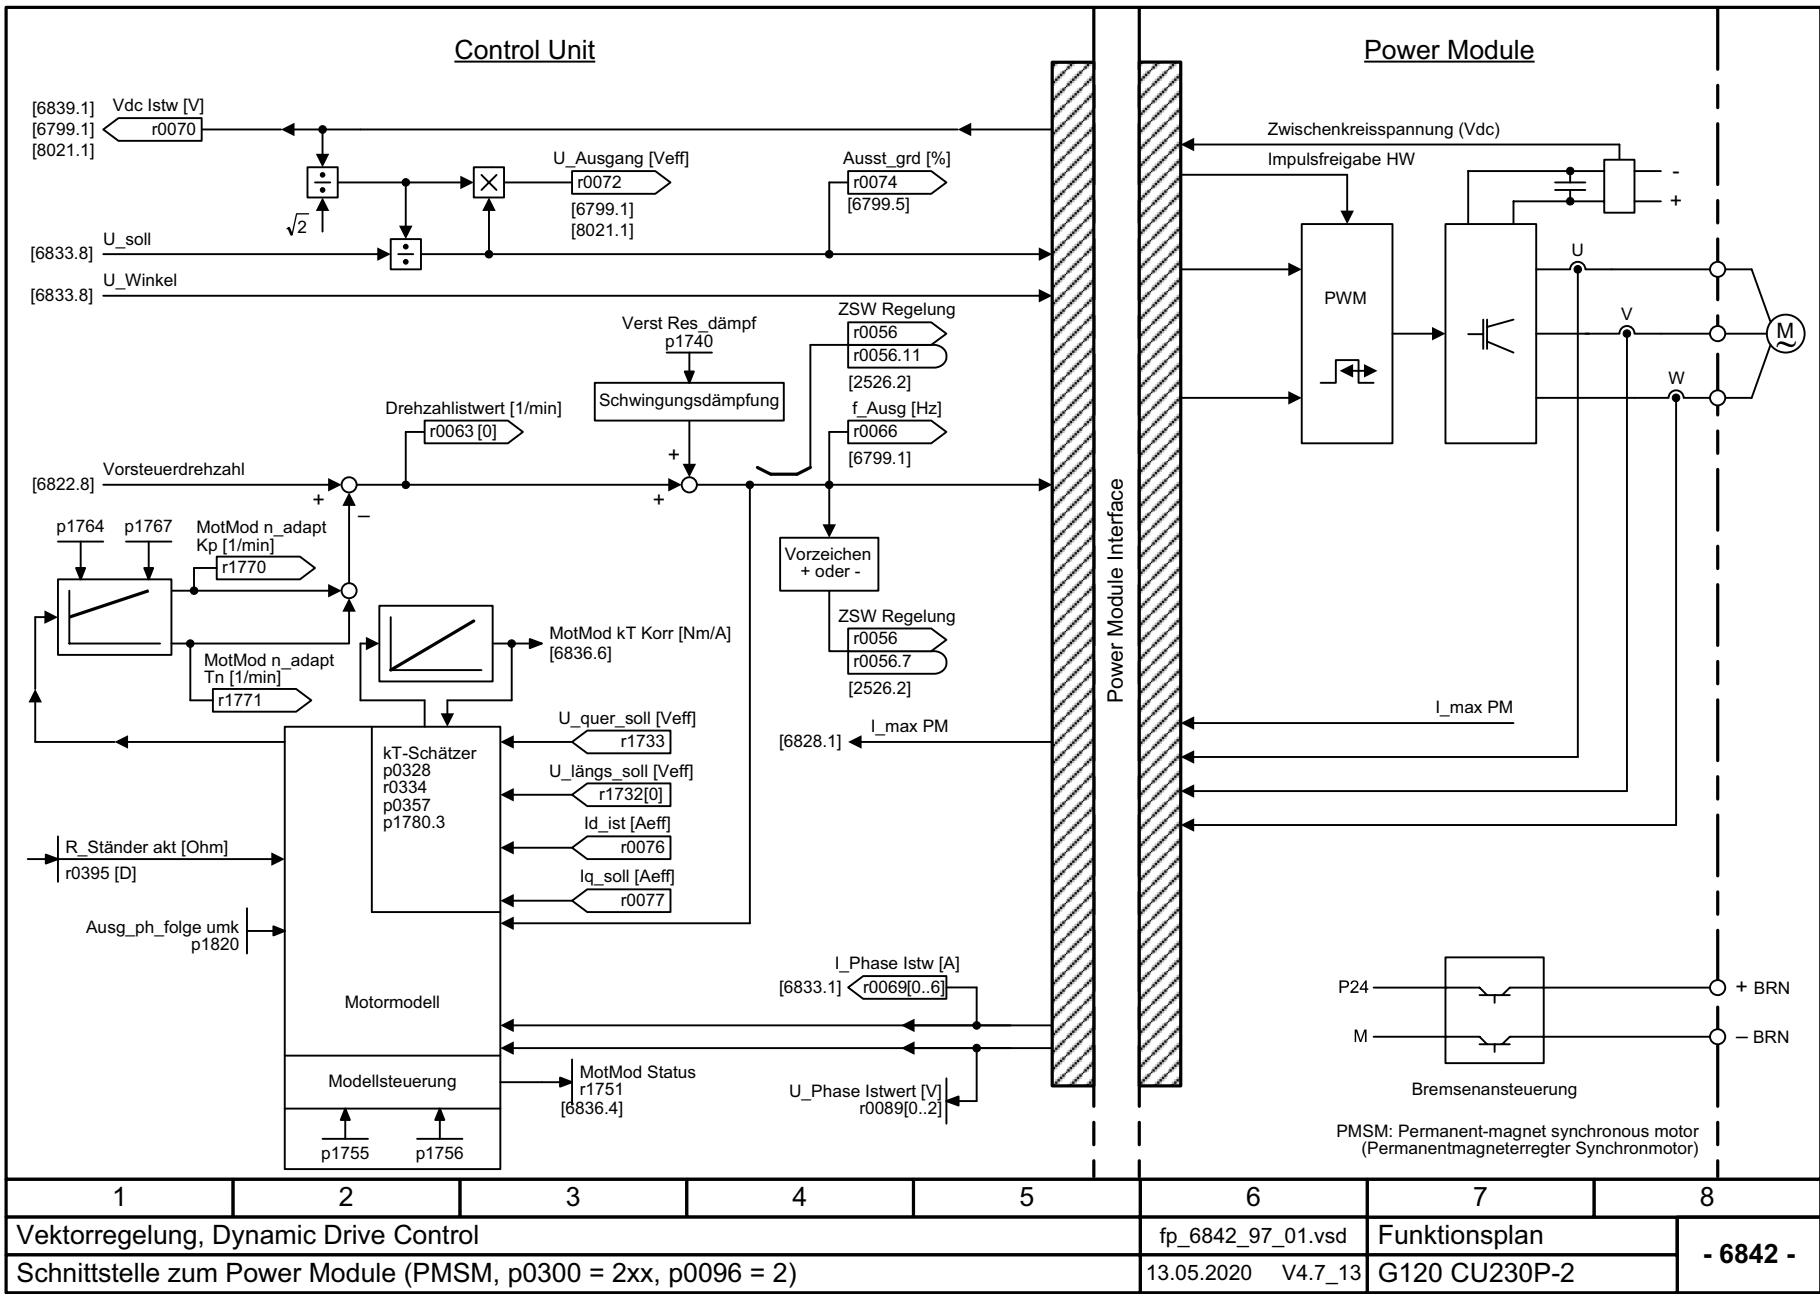 Control Unit
Power Module
[6839.1]
[6799.1]
[8021.1]
Vdc Istw [V]
r0070
÷
√2
×
U_Ausgang [Veff]
r0072
[6799.1]
[8021.1]
Ausst_grd [%]
r0074
[6799.5]
[6833.8]
U_soll
÷
[6833.8]
U_Winkel
Verst Res_dämpf
p1740
Schwingungsdämpfung
ZSW Regelung
r0056
r0056.11
[2526.2]
Drehzahlistwert [1/min]
r0063 [0]
f_Ausg [Hz]
r0066
[6799.1]
[6822.8]
Vorsteuerdrehzahl
+
–
+
+
p1764
p1767
MotMod n_adapt
Kp [1/min]
r1770
MotMod n_adapt
Tn [1/min]
r1771
MotMod kT Korr [Nm/A]
[6836.6]
Vorzeichen
+ oder -
ZSW Regelung
r0056
r0056.7
[2526.2]
kT-Schätzer
p0328
r0334
p0357
p1780.3
U_quer_soll [Veff]
r1733
U_längs_soll [Veff]
r1732[0]
Id_ist [Aeff]
r0076
Iq_soll [Aeff]
r0077
[6828.1]
I_max PM
R_Ständer akt [Ohm]
r0395 [D]
Ausg_ph_folge umk
p1820
Motormodell
I_Phase Istw [A]
[6833.1]
r0069[0..6]
Modellsteuerung
MotMod Status
r1751
[6836.4]
U_Phase Istwert [V]
r0089[0..2]
p1755
p1756
Power Module Interface
Zwischenkreisspannung (Vdc)
Impulsfreigabe HW
-
+
PWM
U
V
W
M
~
I_max PM
P24
+ BRN
M
– BRN
Bremsenansteuerung
PMSM: Permanent-magnet synchronous motor
(Permanentmagneterregter Synchronmotor)
1 2 3 4 5 6 7 8
Vektorregelung, Dynamic Drive Control
fp_6842_97_01.vsd
Funktionsplan
- 6842 -
Schnittstelle zum Power Module (PMSM, p0300 = 2xx, p0096 = 2)
13.05.2020 V4.7_13
G120 CU230P-2